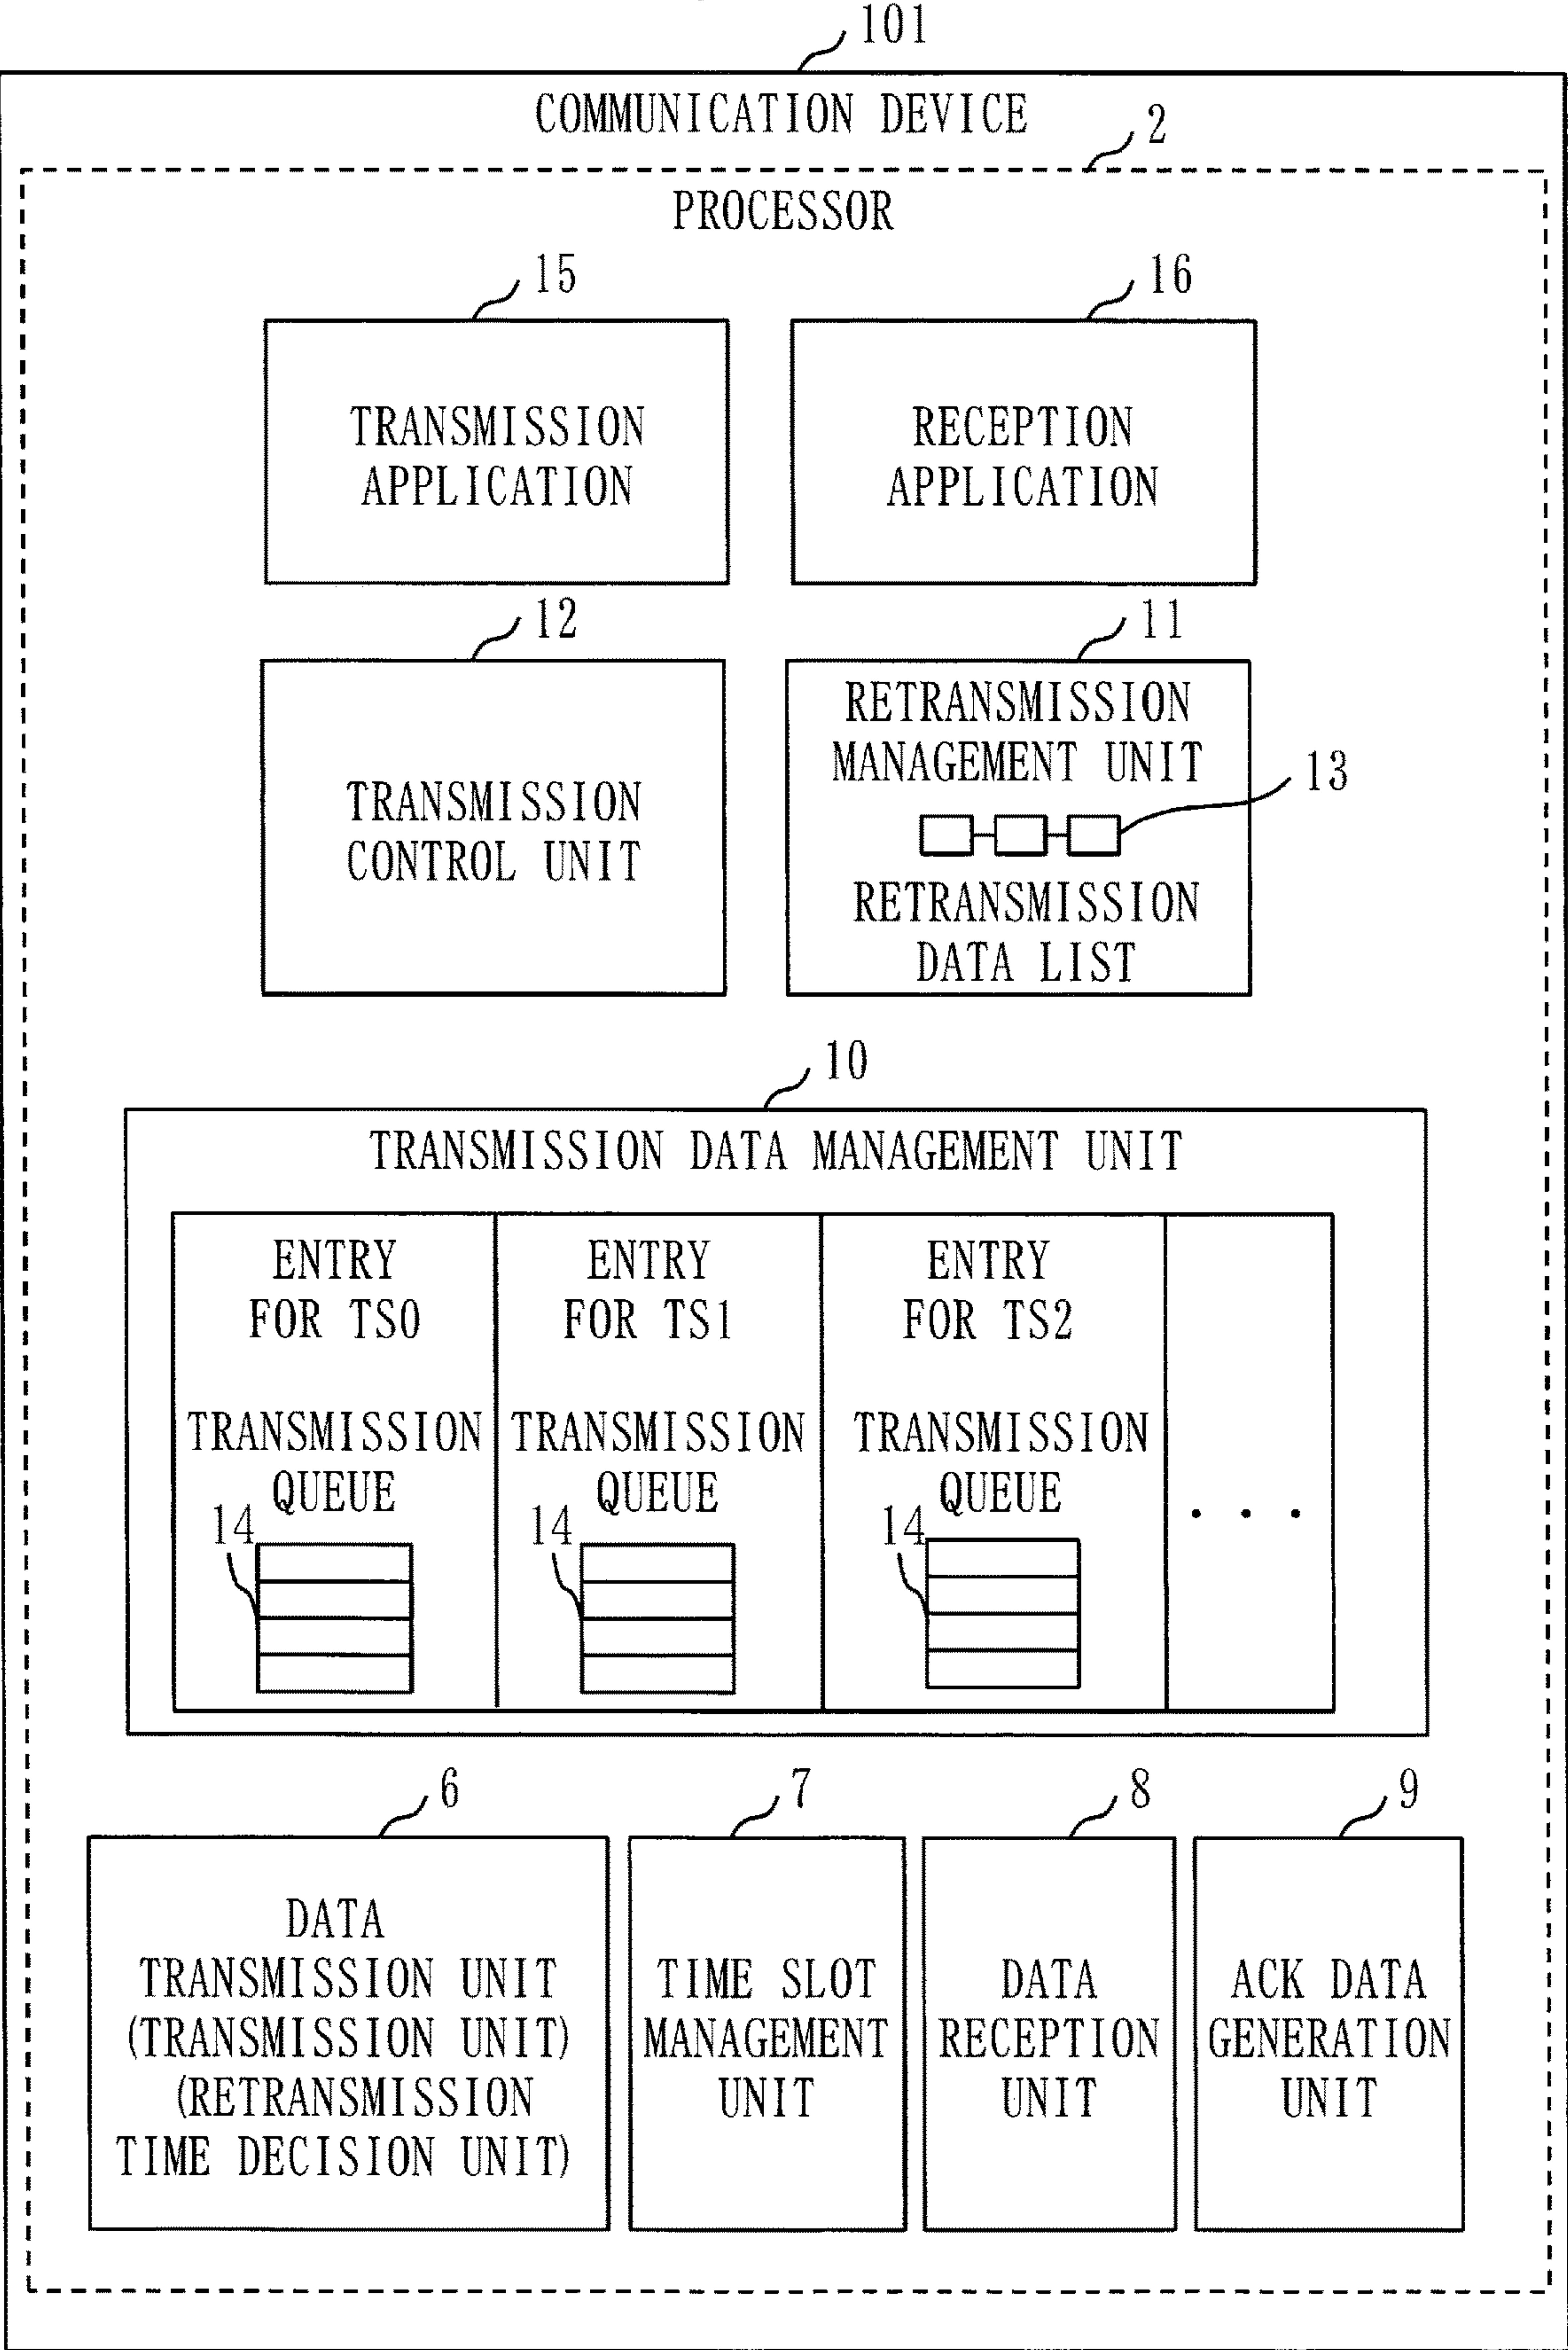 101
COMMUNICATION DEVICE
2
PROCESSOR
15
TRANSMISSION
APPLICATION
16
RECEPTION
APPLICATION
12
TRANSMISSION
CONTROL UNIT
11
RETRANSMISSION
MANAGEMENT UNIT
13
RETRANSMISSION
DATA LIST
10
TRANSMISSION DATA MANAGEMENT UNIT
ENTRY
FOR TS0
TRANSMISSION
QUEUE
14
ENTRY
FOR TS1
TRANSMISSION
QUEUE
14
ENTRY
FOR TS2
TRANSMISSION
QUEUE
14
...
6
DATA
TRANSMISSION UNIT
(TRANSMISSION UNIT)
(RETRANSMISSION
TIME DECISION UNIT)
7
TIME SLOT
MANAGEMENT
UNIT
8
DATA
RECEPTION
UNIT
9
ACK DATA
GENERATION
UNIT